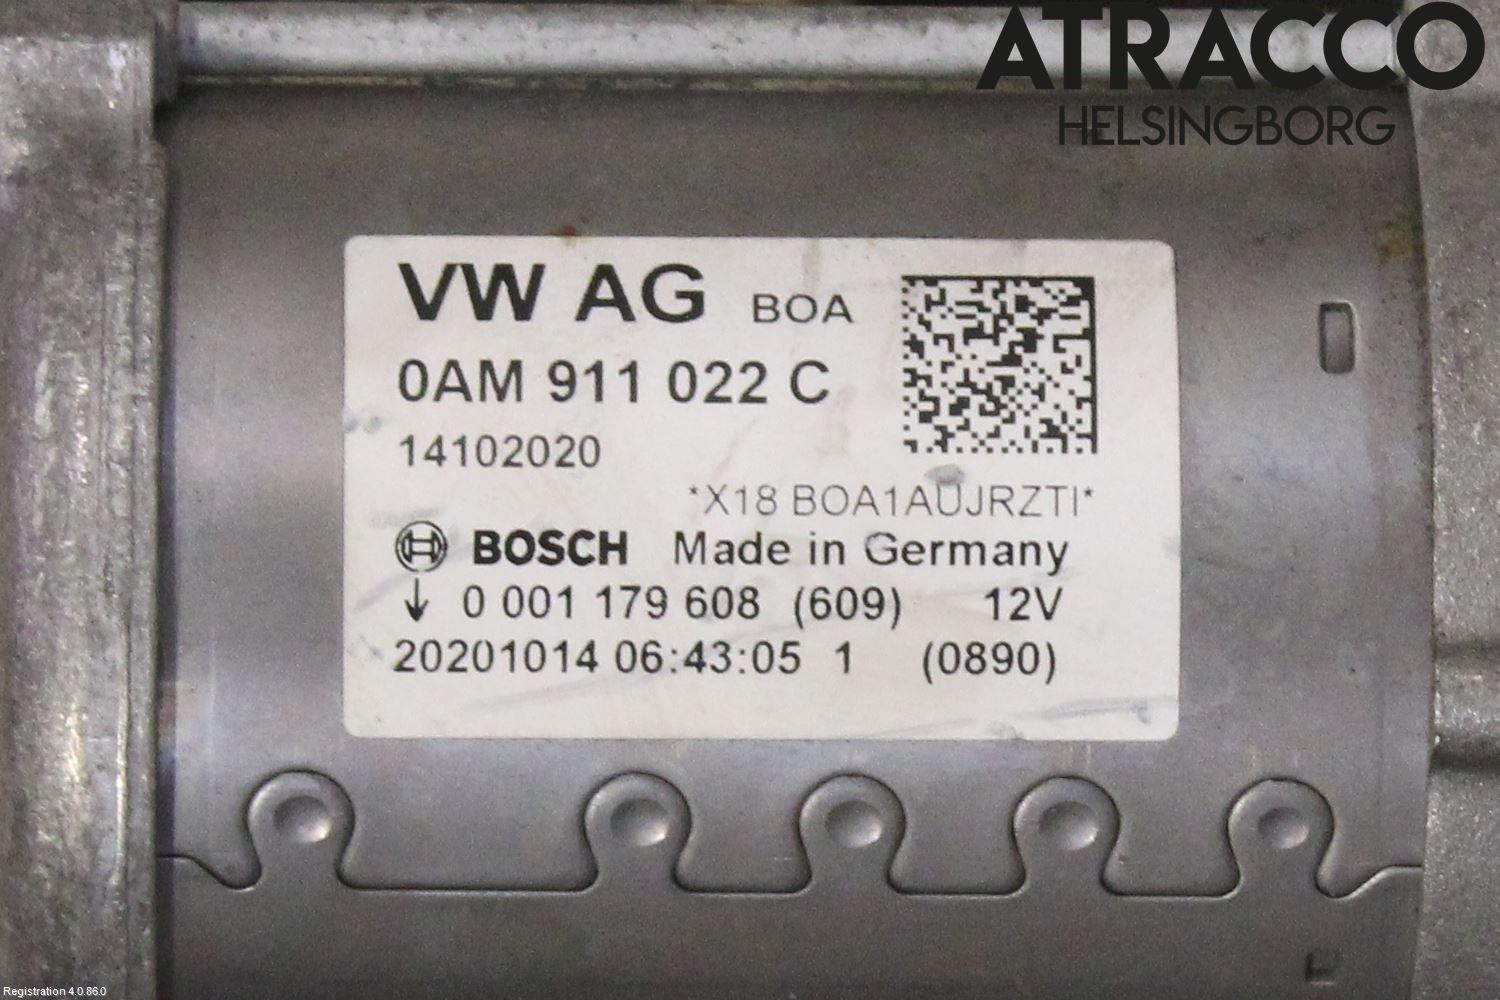 ATRACCO
HELSINGBORG
VW AG BOA
0AM 911 022 C
14102020
*X18 BOA1AUJRZTI*
BOSCH Made in Germany
↓ 0 001 179 608 (609) 12V
20201014 06:43:05 1 (0890)
Registration 4.0.86.0